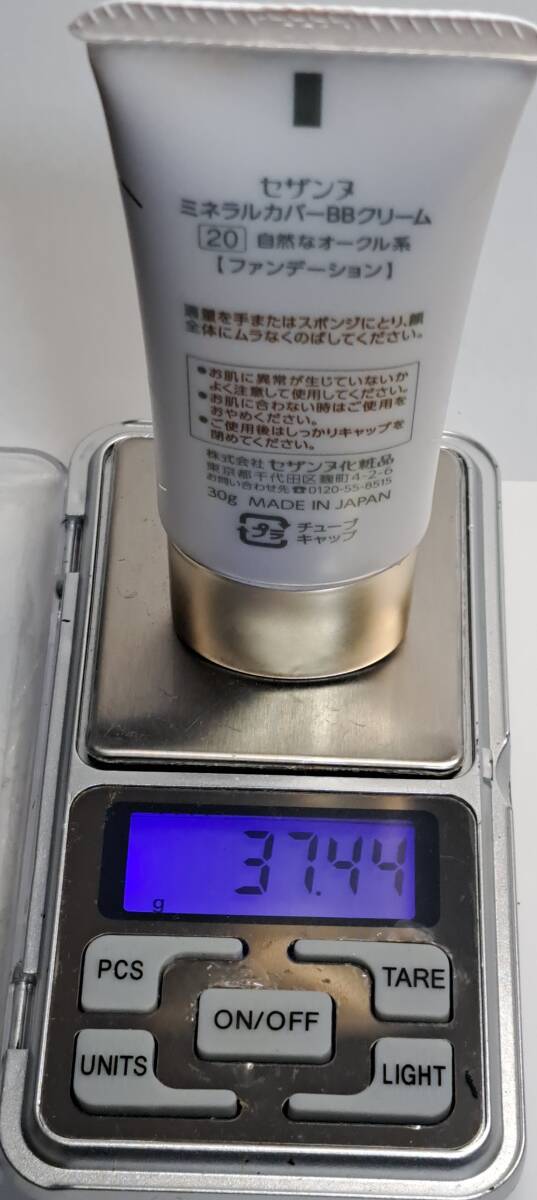 セザンヌ
ミネラルカバーBBクリーム
20 自然なオークル系
【ファンデーション】
適量を手またはスポンジにとり、顔
全体にムラなくのばしてください。
●お肌に異常が生じていないか
よく注意して使用してください。
●お肌に合わない時はご使用を
おやめください。
●ご使用後はしっかりキャップを
閉めてください。
株式会社 セザンヌ化粧品
東京都千代田区麹町4-2-6
お問い合わせ先☎0120-55-8515
30g MADE IN JAPAN
プラ
チューブ
キャップ
37.44
g
PCS
TARE
ON/OFF
UNITS
LIGHT